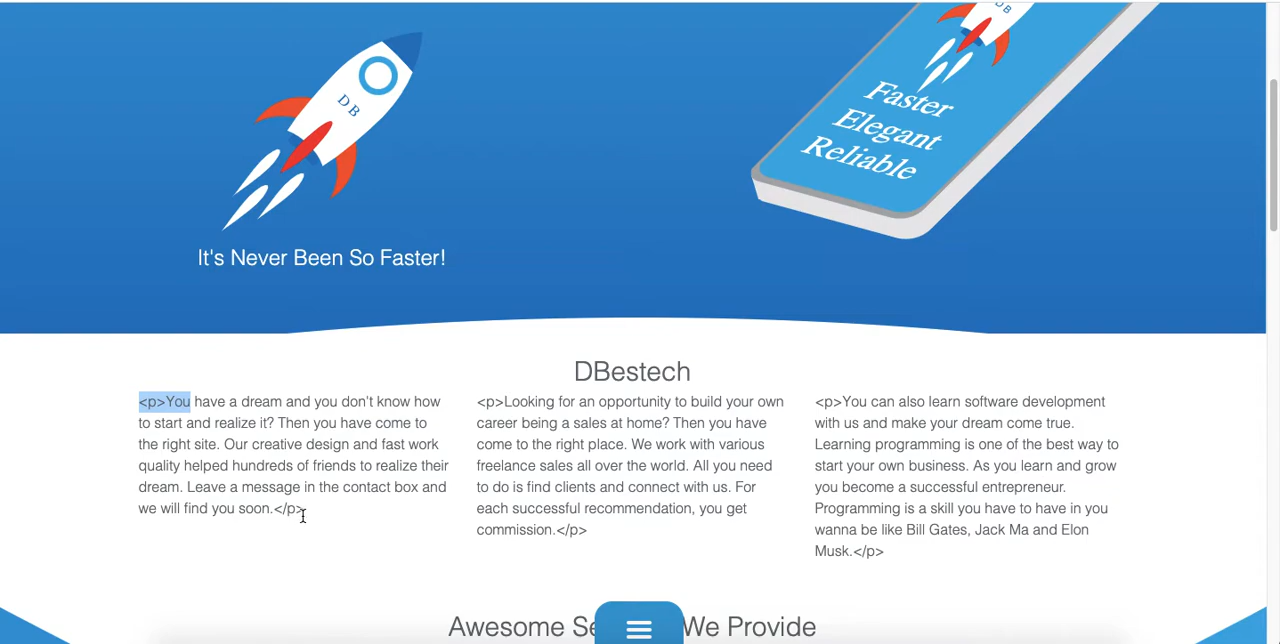 DB
DB
Faster
Elegant
Reliable
It's Never Been So Faster!
DBestech
<p>You have a dream and you don't know how
to start and realize it? Then you have come to
the right site. Our creative design and fast work
quality helped hundreds of friends to realize their
dream. Leave a message in the contact box and
we will find you soon.</p>
<p>Looking for an opportunity to build your own
career being a sales at home? Then you have
come to the right place. We work with various
freelance sales all over the world. All you need
to do is find clients and connect with us. For
each successful recommendation, you get
commission.</p>
<p>You can also learn software development
with us and make your dream come true.
Learning programming is one of the best way to
start your own business. As you learn and grow
you become a successful entrepreneur.
Programming is a skill you have to have in you
wanna be like Bill Gates, Jack Ma and Elon
Musk.</p>
Awesome Se We Provide